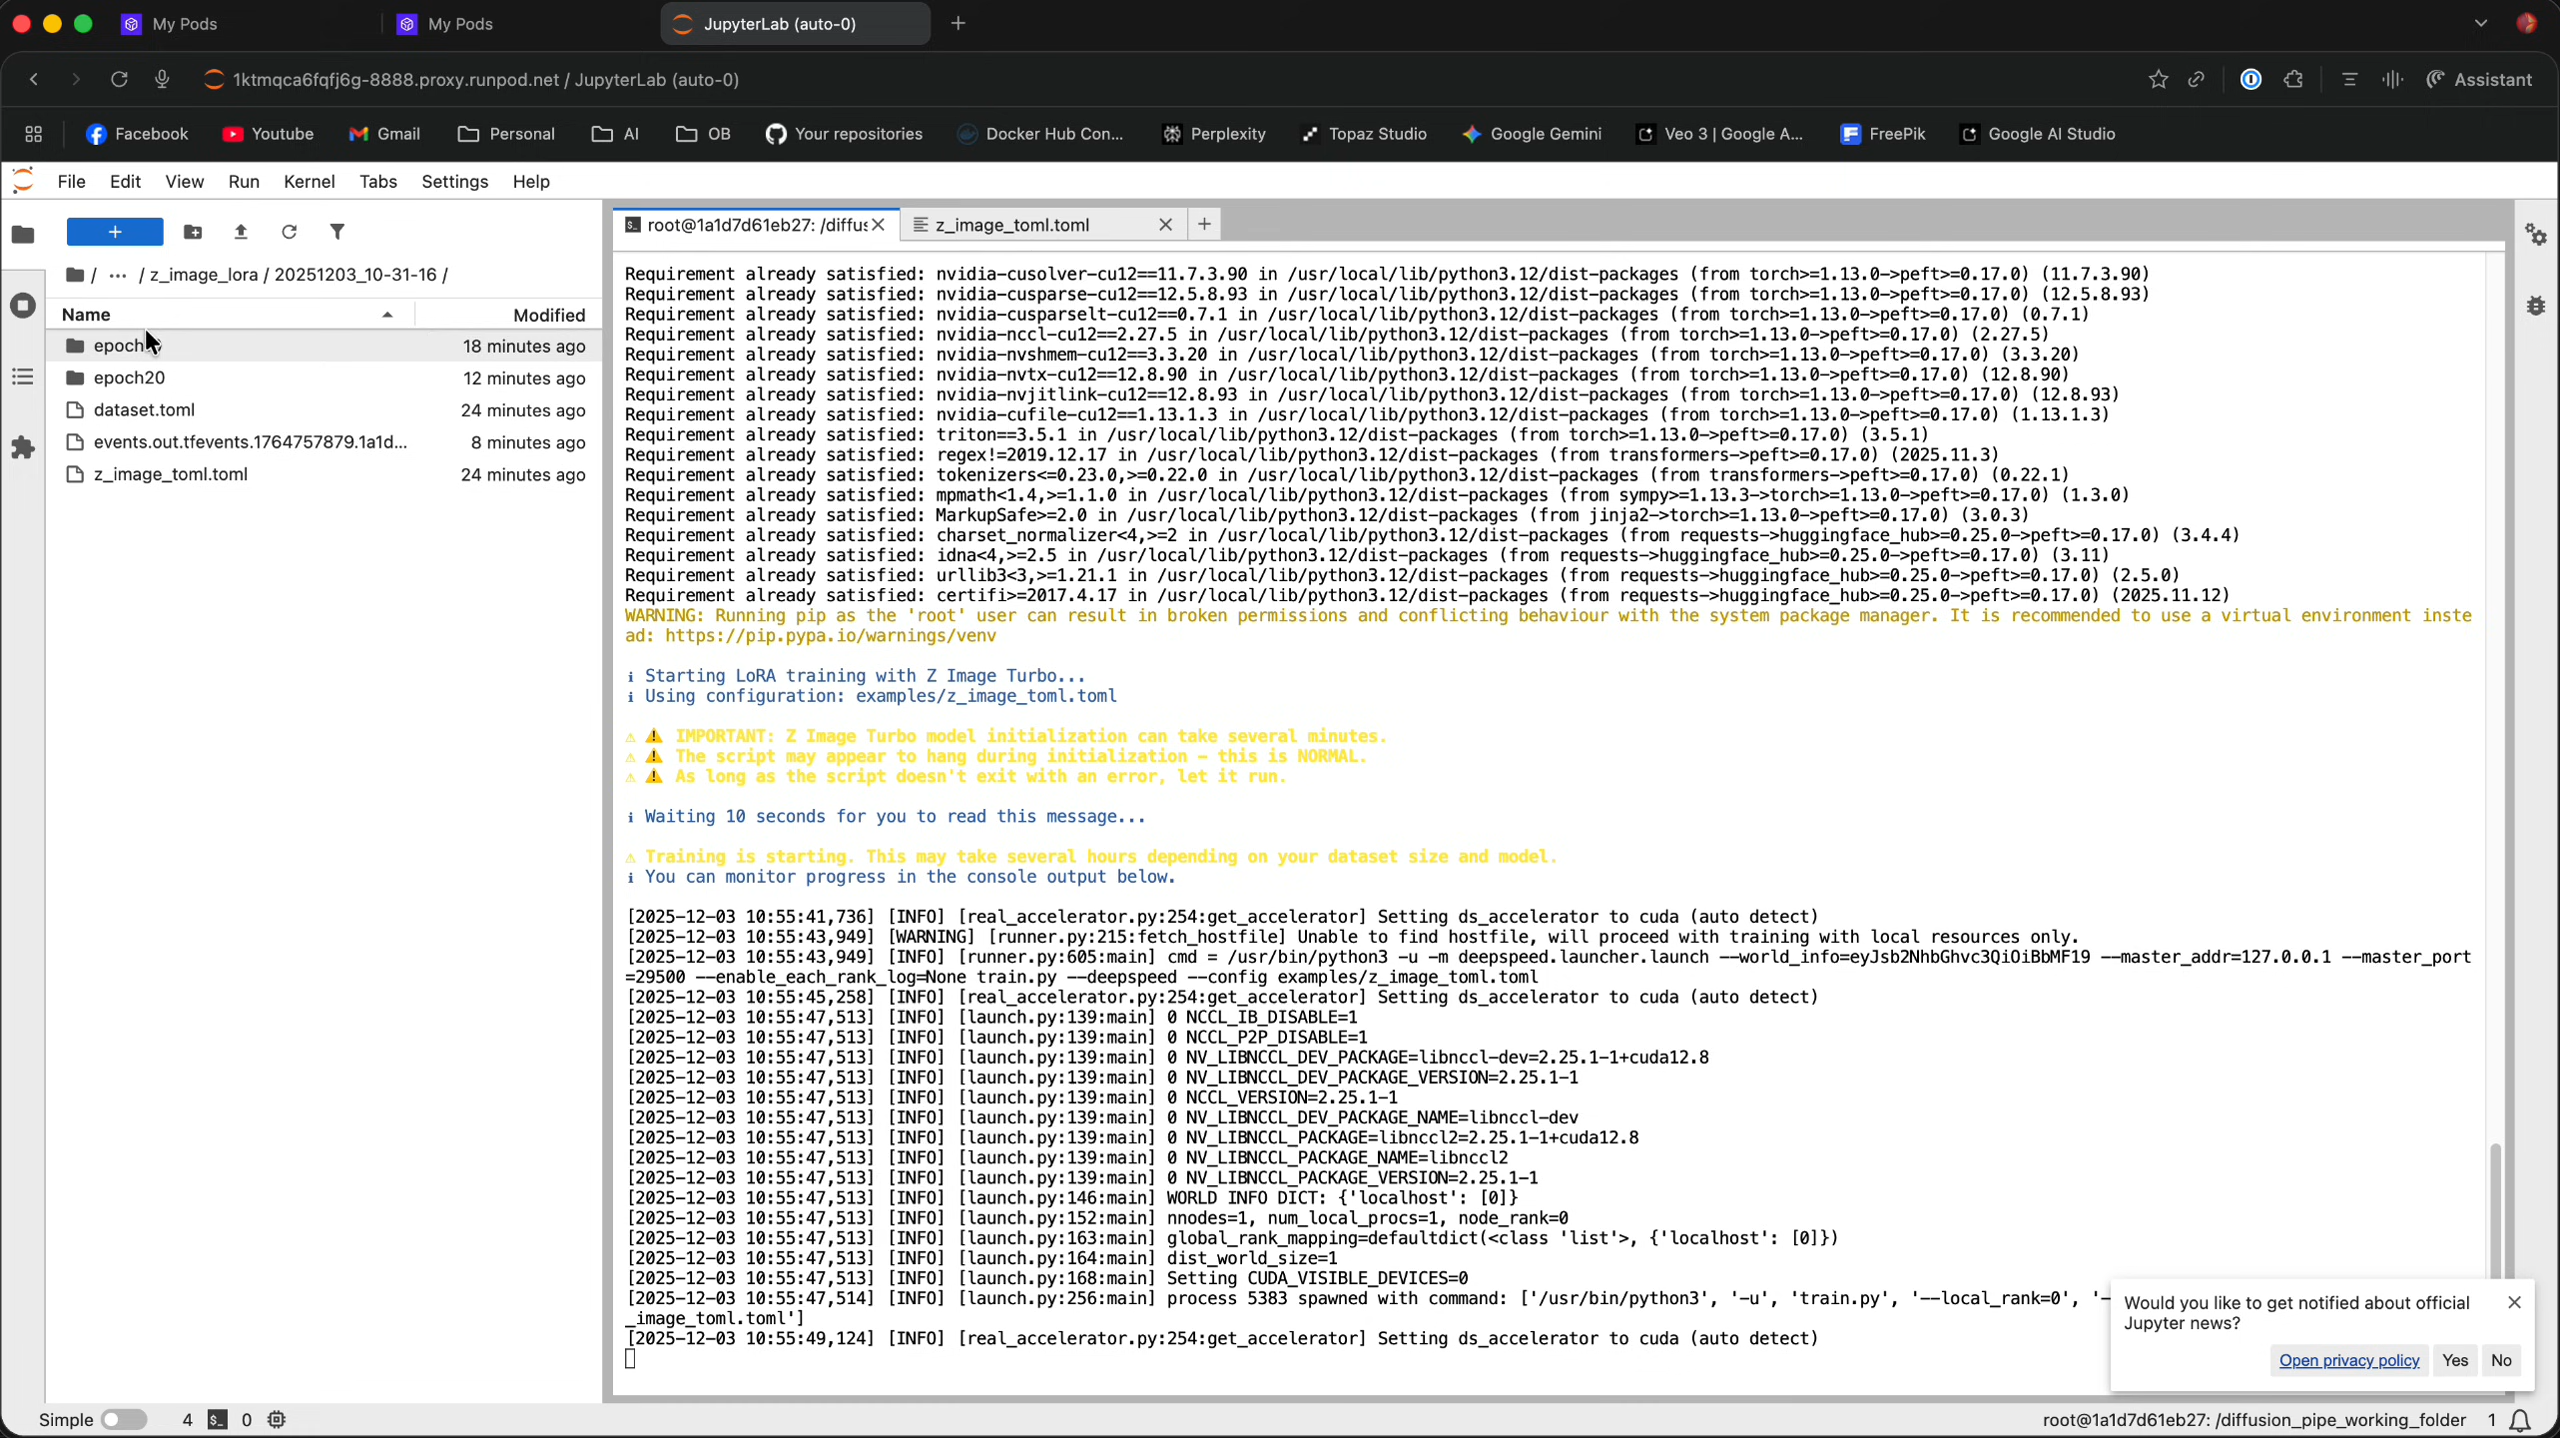 My Pods
My Pods
JupyterLab (auto-0)
1ktmqca6fqfj6g-8888.proxy.runpod.net / JupyterLab (auto-0)
Assistant
Facebook
Youtube
Gmail
Personal
AI
OB
Your repositories
Docker Hub Con...
Perplexity
Topaz Studio
Google Gemini
Veo 3 | Google A...
FreePik
Google AI Studio
File Edit View Run Kernel Tabs Settings Help
/ ··· / z_image_lora / 20251203_10-31-16 /
Name Modified
18 minutes ago
epoch20 12 minutes ago
dataset.toml 24 minutes ago
events.out.tfevents.1764757879.1a1d... 8 minutes ago
z_image_toml.toml 24 minutes ago
root@1a1d7d61eb27: /diffus
z_image_toml.toml
Requirement already satisfied: nvidia-cusolver-cu12==11.7.3.90 in /usr/local/lib/python3.12/dist-packages (from torch>=1.13.0->peft>=0.17.0) (11.7.3.90)
Requirement already satisfied: nvidia-cusparse-cu12==12.5.8.93 in /usr/local/lib/python3.12/dist-packages (from torch>=1.13.0->peft>=0.17.0) (12.5.8.93)
Requirement already satisfied: nvidia-cusparselt-cu12==0.7.1 in /usr/local/lib/python3.12/dist-packages (from torch>=1.13.0->peft>=0.17.0) (0.7.1)
Requirement already satisfied: nvidia-nccl-cu12==2.27.5 in /usr/local/lib/python3.12/dist-packages (from torch>=1.13.0->peft>=0.17.0) (2.27.5)
Requirement already satisfied: nvidia-nvshmem-cu12==3.3.20 in /usr/local/lib/python3.12/dist-packages (from torch>=1.13.0->peft>=0.17.0) (3.3.20)
Requirement already satisfied: nvidia-nvtx-cu12==12.8.90 in /usr/local/lib/python3.12/dist-packages (from torch>=1.13.0->peft>=0.17.0) (12.8.90)
Requirement already satisfied: nvidia-nvjitlink-cu12==12.8.93 in /usr/local/lib/python3.12/dist-packages (from torch>=1.13.0->peft>=0.17.0) (12.8.93)
Requirement already satisfied: nvidia-cufile-cu12==1.13.1.3 in /usr/local/lib/python3.12/dist-packages (from torch>=1.13.0->peft>=0.17.0) (1.13.1.3)
Requirement already satisfied: triton==3.5.1 in /usr/local/lib/python3.12/dist-packages (from torch>=1.13.0->peft>=0.17.0) (3.5.1)
Requirement already satisfied: regex!=2019.12.17 in /usr/local/lib/python3.12/dist-packages (from transformers->peft>=0.17.0) (2025.11.3)
Requirement already satisfied: tokenizers<=0.23.0,>=0.22.0 in /usr/local/lib/python3.12/dist-packages (from transformers->peft>=0.17.0) (0.22.1)
Requirement already satisfied: mpmath<1.4,>=1.1.0 in /usr/local/lib/python3.12/dist-packages (from sympy>=1.13.3->torch>=1.13.0->peft>=0.17.0) (1.3.0)
Requirement already satisfied: MarkupSafe>=2.0 in /usr/local/lib/python3.12/dist-packages (from jinja2->torch>=1.13.0->peft>=0.17.0) (3.0.3)
Requirement already satisfied: charset_normalizer<4,>=2 in /usr/local/lib/python3.12/dist-packages (from requests->huggingface_hub>=0.25.0->peft>=0.17.0) (3.4.4)
Requirement already satisfied: idna<4,>=2.5 in /usr/local/lib/python3.12/dist-packages (from requests->huggingface_hub>=0.25.0->peft>=0.17.0) (3.11)
Requirement already satisfied: urllib3<3,>=1.21.1 in /usr/local/lib/python3.12/dist-packages (from requests->huggingface_hub>=0.25.0->peft>=0.17.0) (2.5.0)
Requirement already satisfied: certifi>=2017.4.17 in /usr/local/lib/python3.12/dist-packages (from requests->huggingface_hub>=0.25.0->peft>=0.17.0) (2025.11.12)
WARNING: Running pip as the 'root' user can result in broken permissions and conflicting behaviour with the system package manager. It is recommended to use a virtual environment inste
ad: https://pip.pypa.io/warnings/venv
ℹ Starting LoRA training with Z Image Turbo...
ℹ Using configuration: examples/z_image_toml.toml
⚠ ⚠ IMPORTANT: Z Image Turbo model initialization can take several minutes.
⚠ ⚠ The script may appear to hang during initialization - this is NORMAL.
⚠ ⚠ As long as the script doesn't exit with an error, let it run.
ℹ Waiting 10 seconds for you to read this message...
⚠ Training is starting. This may take several hours depending on your dataset size and model.
ℹ You can monitor progress in the console output below.
[2025-12-03 10:55:41,736] [INFO] [real_accelerator.py:254:get_accelerator] Setting ds_accelerator to cuda (auto detect)
[2025-12-03 10:55:43,949] [WARNING] [runner.py:215:fetch_hostfile] Unable to find hostfile, will proceed with training with local resources only.
[2025-12-03 10:55:43,949] [INFO] [runner.py:605:main] cmd = /usr/bin/python3 -u -m deepspeed.launcher.launch --world_info=eyJsb2NhbGhvc3QiOiBbMF19 --master_addr=127.0.0.1 --master_port
=29500 --enable_each_rank_log=None train.py --deepspeed --config examples/z_image_toml.toml
[2025-12-03 10:55:45,258] [INFO] [real_accelerator.py:254:get_accelerator] Setting ds_accelerator to cuda (auto detect)
[2025-12-03 10:55:47,513] [INFO] [launch.py:139:main] 0 NCCL_IB_DISABLE=1
[2025-12-03 10:55:47,513] [INFO] [launch.py:139:main] 0 NCCL_P2P_DISABLE=1
[2025-12-03 10:55:47,513] [INFO] [launch.py:139:main] 0 NV_LIBNCCL_DEV_PACKAGE=libnccl-dev=2.25.1-1+cuda12.8
[2025-12-03 10:55:47,513] [INFO] [launch.py:139:main] 0 NV_LIBNCCL_DEV_PACKAGE_VERSION=2.25.1-1
[2025-12-03 10:55:47,513] [INFO] [launch.py:139:main] 0 NCCL_VERSION=2.25.1-1
[2025-12-03 10:55:47,513] [INFO] [launch.py:139:main] 0 NV_LIBNCCL_DEV_PACKAGE_NAME=libnccl-dev
[2025-12-03 10:55:47,513] [INFO] [launch.py:139:main] 0 NV_LIBNCCL_PACKAGE=libnccl2=2.25.1-1+cuda12.8
[2025-12-03 10:55:47,513] [INFO] [launch.py:139:main] 0 NV_LIBNCCL_PACKAGE_NAME=libnccl2
[2025-12-03 10:55:47,513] [INFO] [launch.py:139:main] 0 NV_LIBNCCL_PACKAGE_VERSION=2.25.1-1
[2025-12-03 10:55:47,513] [INFO] [launch.py:146:main] WORLD INFO DICT: {'localhost': [0]}
[2025-12-03 10:55:47,513] [INFO] [launch.py:152:main] nnodes=1, num_local_procs=1, node_rank=0
[2025-12-03 10:55:47,513] [INFO] [launch.py:163:main] global_rank_mapping=defaultdict(<class 'list'>, {'localhost': [0]})
[2025-12-03 10:55:47,513] [INFO] [launch.py:164:main] dist_world_size=1
[2025-12-03 10:55:47,513] [INFO] [launch.py:168:main] Setting CUDA_VISIBLE_DEVICES=0
[2025-12-03 10:55:47,514] [INFO] [launch.py:256:main] process 5383 spawned with command: ['/usr/bin/python3', '-u', 'train.py', '--local_rank=0', '-
_image_toml.toml']
[2025-12-03 10:55:49,124] [INFO] [real_accelerator.py:254:get_accelerator] Setting ds_accelerator to cuda (auto detect)
Would you like to get notified about official
Jupyter news?
Open privacy policy Yes No
Simple 4 0
root@1a1d7d61eb27: /diffusion_pipe_working_folder 1